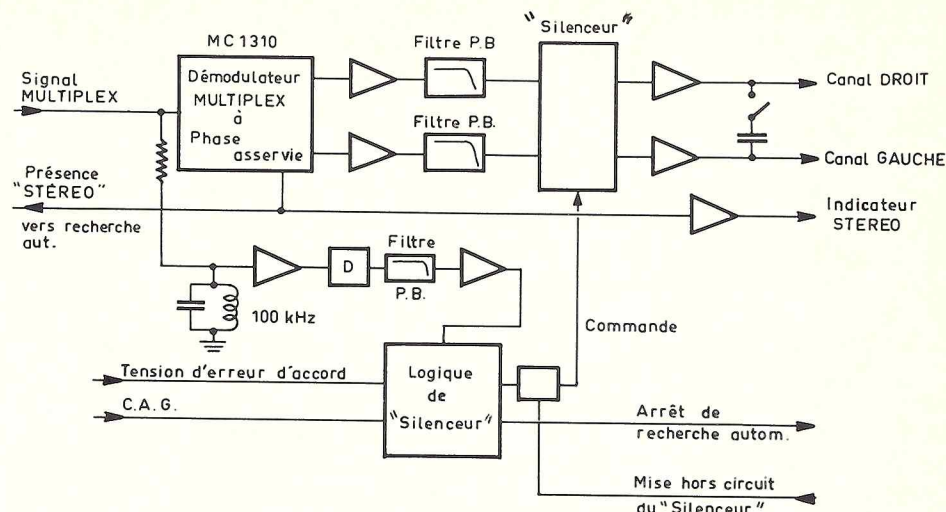 "Silenceur"
MC 1310
Filtre P.B
Signal
MULTIPLEX
Démodulateur
MULTIPLEX
à
Phase
asservie
Canal DROIT
Filtre P.B.
Canal GAUCHE
Présence
"STÉREO"
vers recherche
aut.
Indicateur
STEREO
Filtre
D
P.B.
100 kHz
Commande
Tension d'erreur d'accord
C.A.G.
Logique
de
"Silenceur"
Arrêt de
recherche autom.
Mise hors circuit
du "Silenceur"